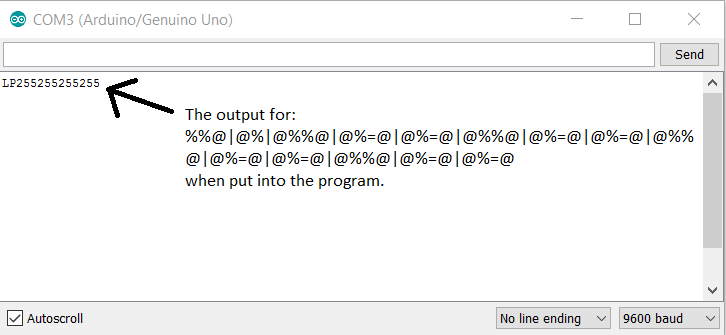 COM3 (Arduino/Genuino Uno)
Send
LP255255255255
The output for:
%%@|@%|@%%@|@%=@|@%=@|@%%@|@%=@|@%=@|@%%
@|@%=@|@%=@|@%%@|@%=@|@%=@
when put into the program.
Autoscroll
No line ending
9600 baud